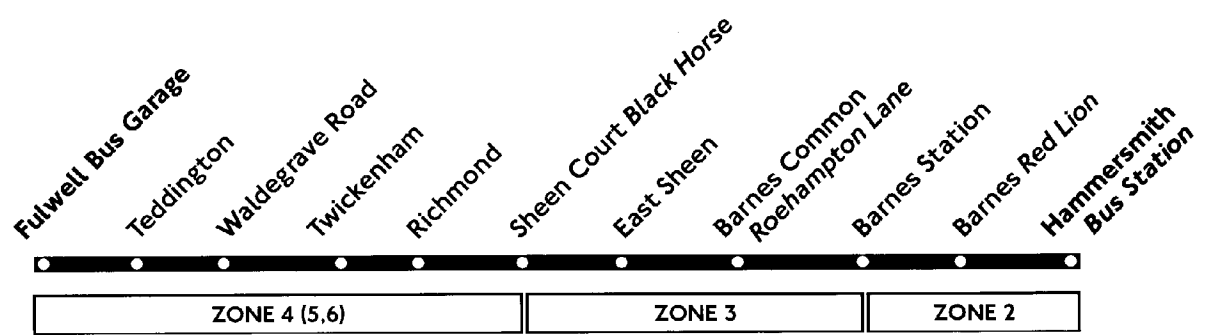 Fulwell Bus Garage
Teddington
Waldegrave Road
Twickenham
Richmond
Sheen Court Black Horse
East Sheen
Barnes Common
Roehampton Lane
Barnes Station
Barnes Red Lion
Hammersmith
Bus Station
ZONE 4 (5,6)
ZONE 3
ZONE 2